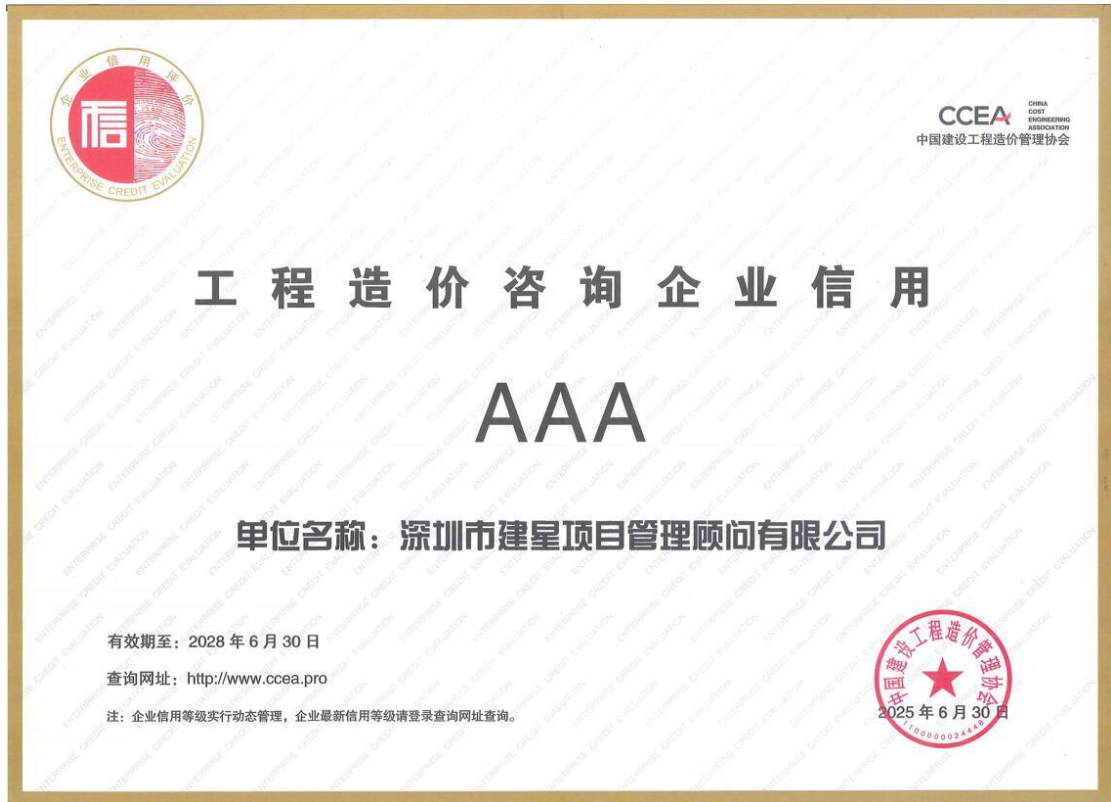 企业信用评价
信
ENTERPRISE CREDIT EVALUATION
CCEA
CHINA
COST
ENGINEERING
ASSOCIATION
中国建设工程造价管理协会
工程造价咨询企业信用
AAA
单位名称：深圳市建星项目管理顾问有限公司
有效期至：2028 年 6 月 30 日
查询网址：http://www.ccea.pro
注：企业信用等级实行动态管理，企业最新信用等级请登录查询网址查询。
中国建设工程造价管理协会
2025 年 6 月 30 日